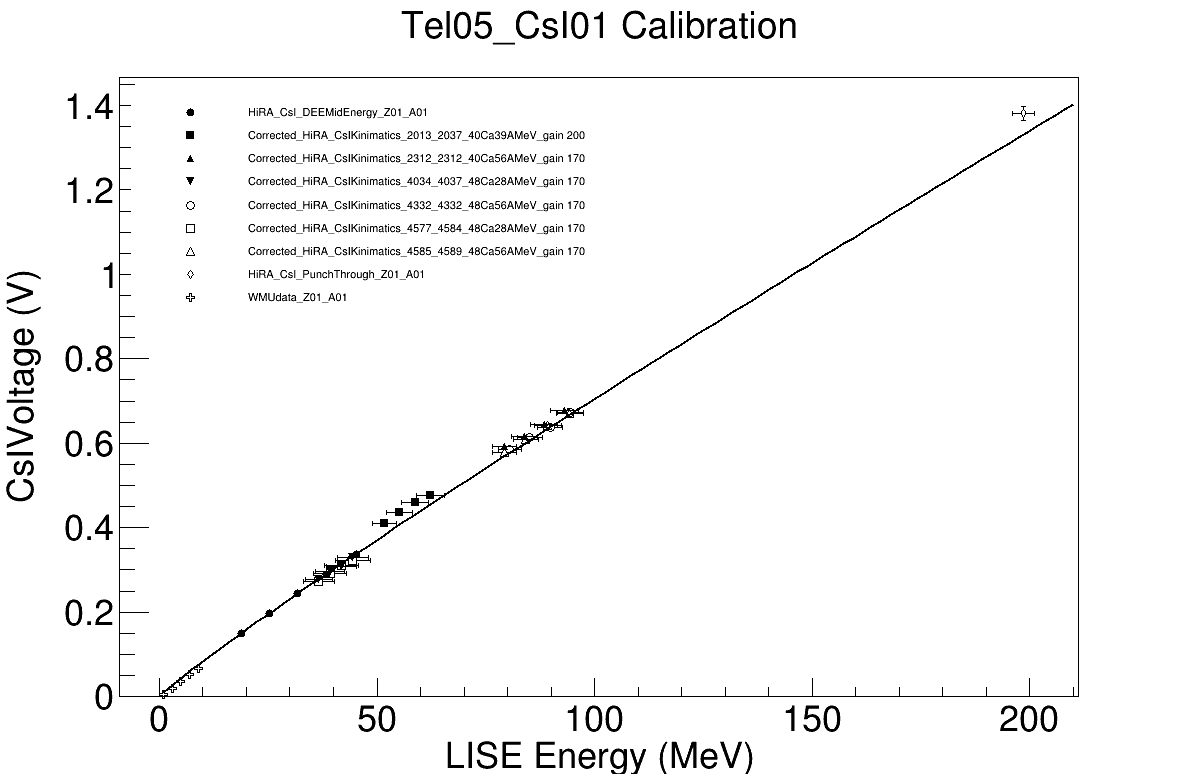 Tel05_CsI01 Calibration
1.4
1.2
1
0.8
0.6
0.4
0.2
0
CsIVoltage (V)
HiRA_CsI_DEEMidEnergy_Z01_A01
Corrected_HiRA_CsIKinimatics_2013_2037_40Ca39AMeV_gain 200
Corrected_HiRA_CsIKinimatics_2312_2312_40Ca56AMeV_gain 170
Corrected_HiRA_CsIKinimatics_4034_4037_48Ca28AMeV_gain 170
Corrected_HiRA_CsIKinimatics_4332_4332_48Ca56AMeV_gain 170
Corrected_HiRA_CsIKinimatics_4577_4584_48Ca28AMeV_gain 170
Corrected_HiRA_CsIKinimatics_4585_4589_48Ca56AMeV_gain 170
HiRA_CsI_PunchThrough_Z01_A01
WMUdata_Z01_A01
0 50 100 150 200
LISE Energy (MeV)